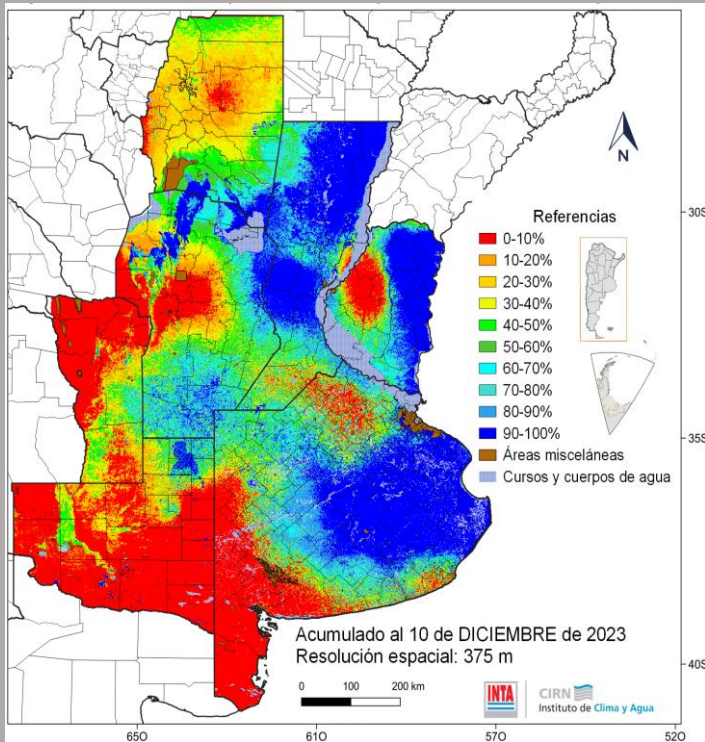 N
Referencias
0-10%
10-20%
20-30%
30-40%
40-50%
50-60%
60-70%
70-80%
80-90%
90-100%
Áreas misceláneas
Cursos y cuerpos de agua
30S
35S
40S
Acumulado al 10 de DICIEMBRE de 2023
Resolución espacial: 375 m
0 100 200 km
INTA
CIRN
Instituto de Clima y Agua
65O
61O
57O
52O